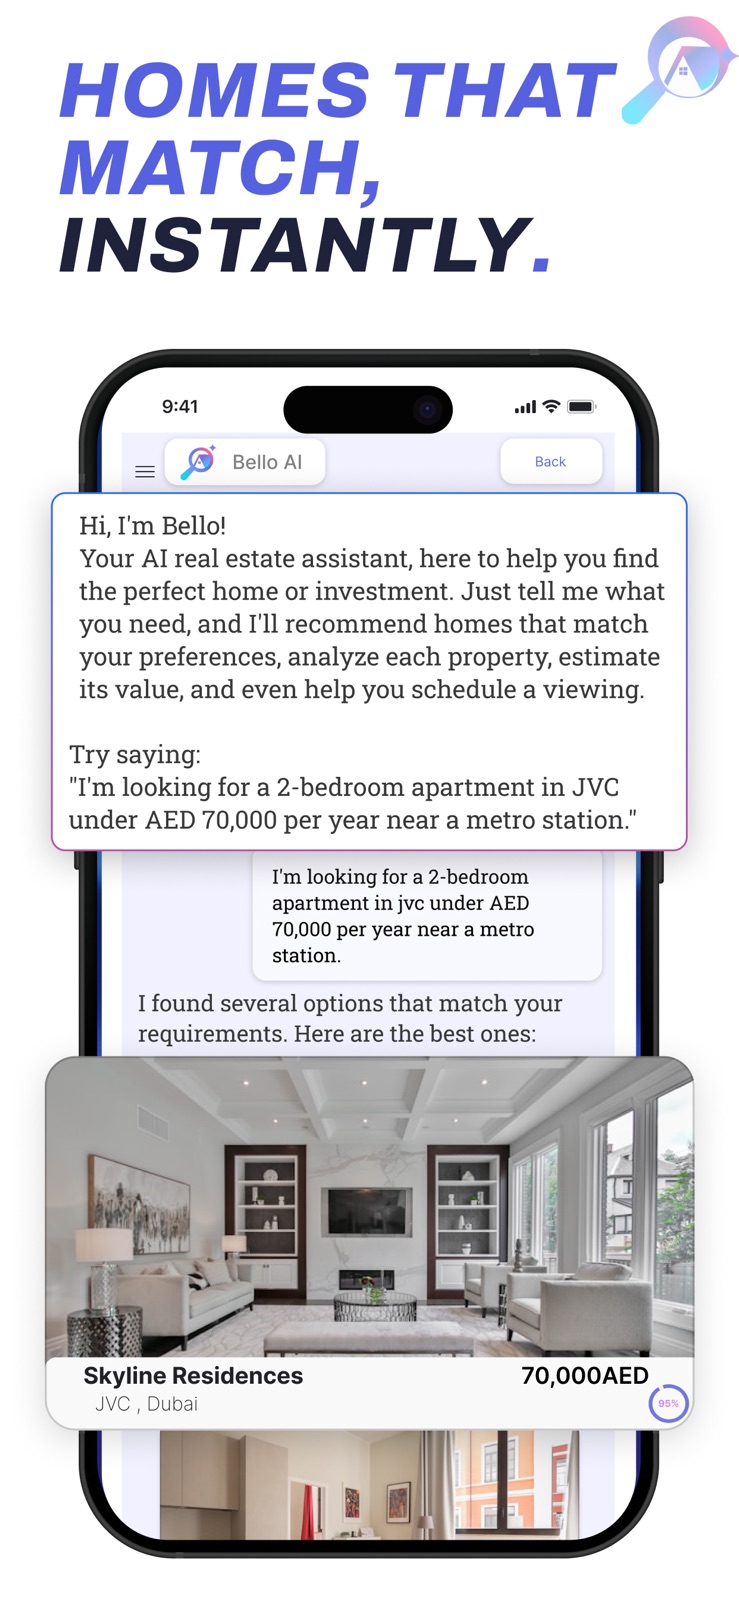 HOMES THAT
MATCH,
INSTANTLY.
9:41
Bello AI
Back
Hi, I'm Bello!
Your AI real estate assistant, here to help you find
the perfect home or investment. Just tell me what
you need, and I'll recommend homes that match
your preferences, analyze each property, estimate
its value, and even help you schedule a viewing.
Try saying:
"I'm looking for a 2-bedroom apartment in JVC
under AED 70,000 per year near a metro station."
I'm looking for a 2-bedroom
apartment in jvc under AED
70,000 per year near a metro
station.
I found several options that match your
requirements. Here are the best ones:
Skyline Residences
70,000AED
JVC , Dubai
95%